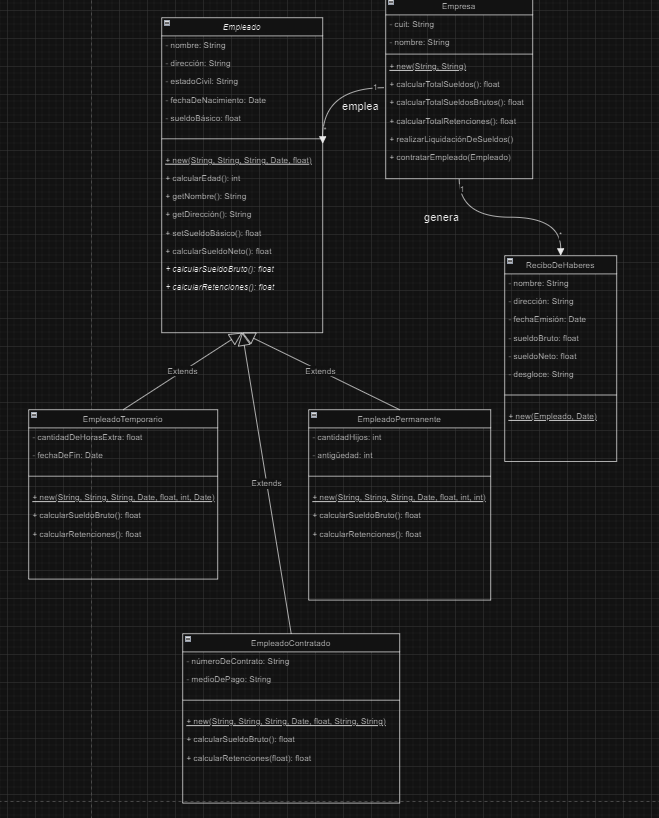 Empresa
- cuit: String
- nombre: String
+ new(String, String)
+ calcularTotalSueldos(): float
+ calcularTotalSueldosBrutos(): float
+ calcularTotalRetenciones(): float
+ realizarLiquidaciónDeSueldos()
+ contratarEmpleado(Empleado)
Empleado
- nombre: String
- dirección: String
- estadoCivil: String
- fechaDeNacimiento: Date
- sueldoBásico: float
+ new(String, String, String, Date, float)
+ calcularEdad(): int
+ getNombre(): String
+ getDirección(): String
+ setSueldoBásico(): float
+ calcularSueldoNeto(): float
+ calcularSueldoBruto(): float
+ calcularRetenciones(): float
1
emplea
*
1
genera
*
ReciboDeHaberes
- nombre: String
- dirección: String
- fechaEmisión: Date
- sueldoBruto: float
- sueldoNeto: float
- desgloce: String
+ new(Empleado, Date)
Extends
Extends
Extends
EmpleadoTemporario
- cantidadDeHorasExtra: float
- fechaDeFin: Date
+ new(String, String, String, Date, float, int, Date)
+ calcularSueldoBruto(): float
+ calcularRetenciones(): float
EmpleadoPermanente
- cantidadHijos: int
- antigüedad: int
+ new(String, String, String, Date, float, int, int)
+ calcularSueldoBruto(): float
+ calcularRetenciones(): float
EmpleadoContratado
- númeroDeContrato: String
- medioDePago: String
+ new(String, String, String, Date, float, String, String)
+ calcularSueldoBruto(): float
+ calcularRetenciones(float): float